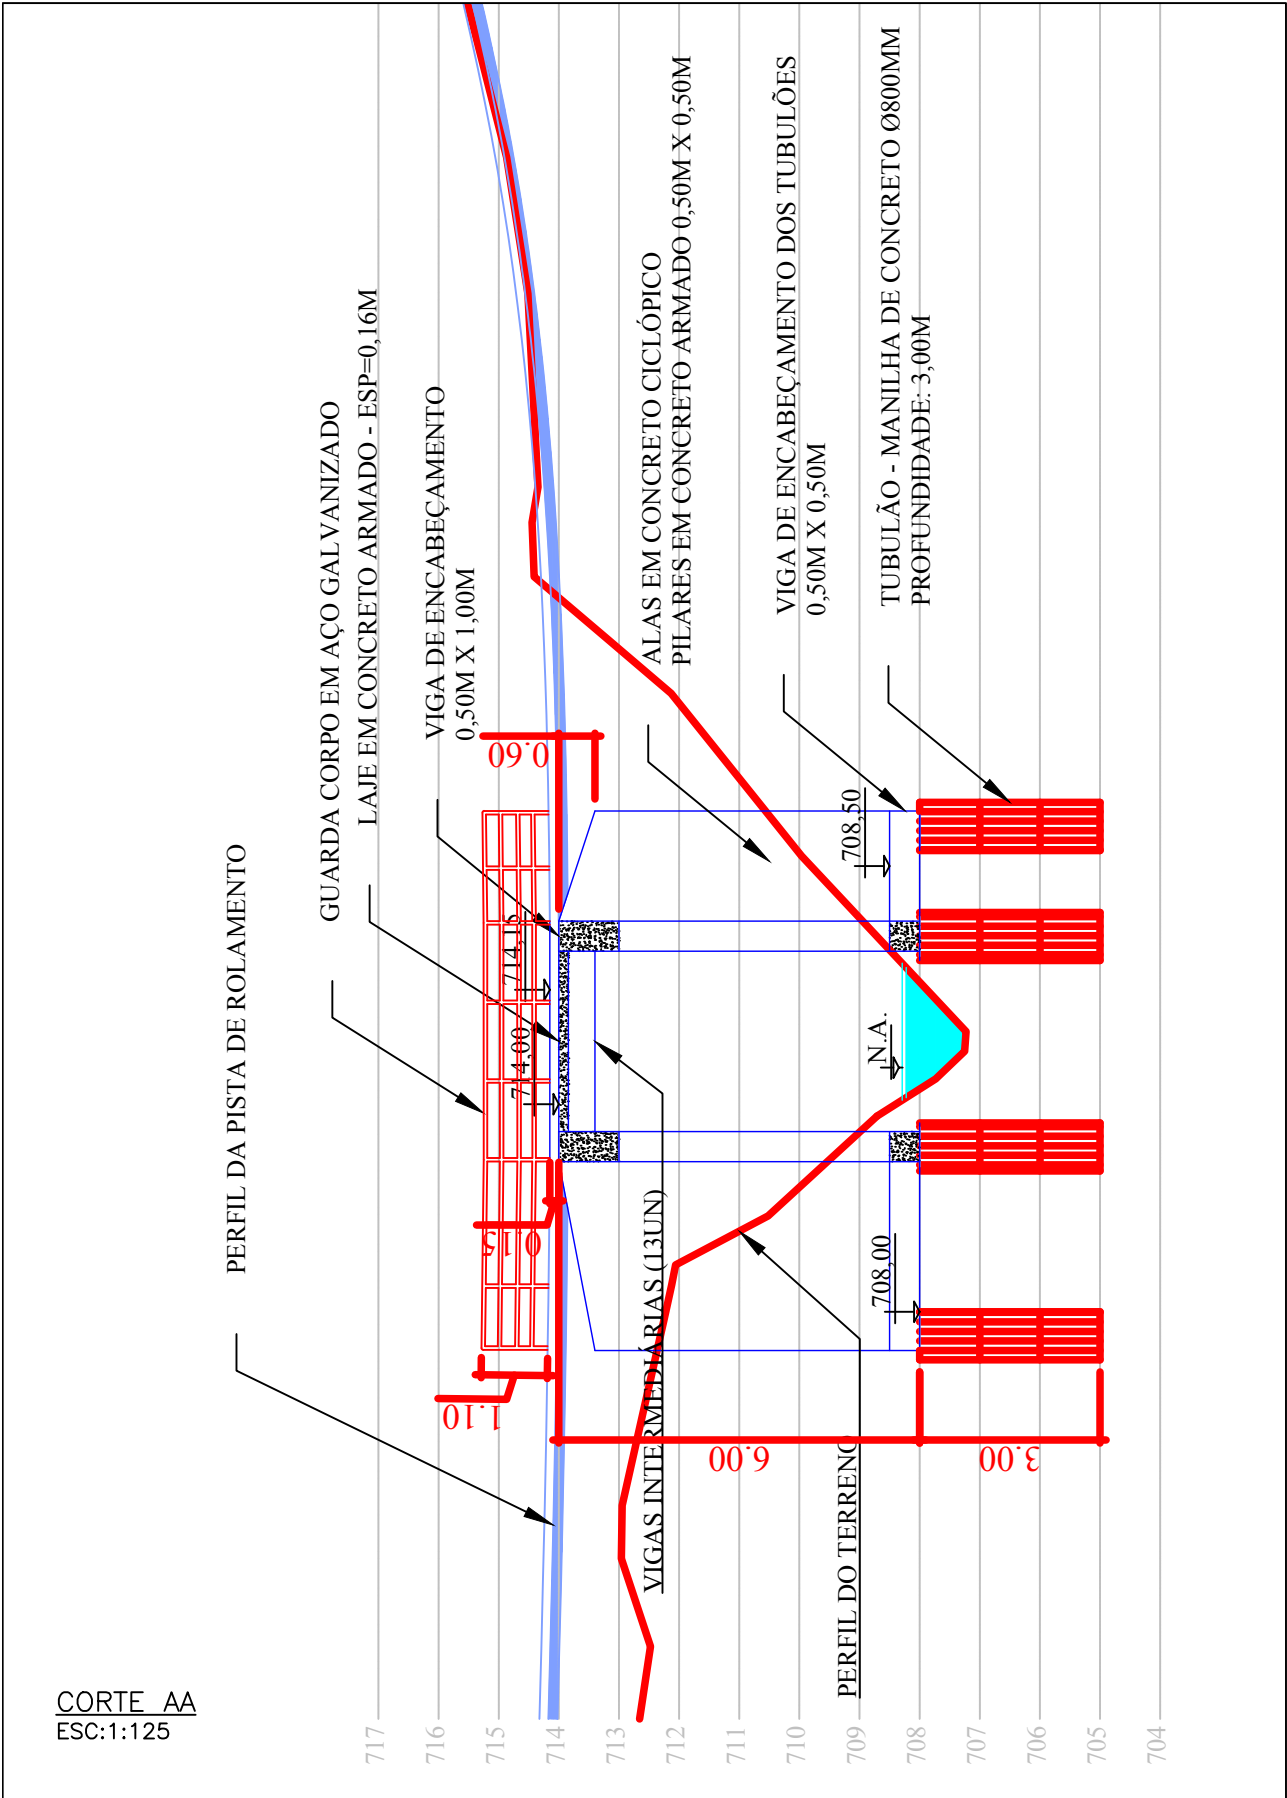 PERFIL DA PISTA DE ROLAMENTO
GUARDA CORPO EM AÇO GALVANIZADO
LAJE EM CONCRETO ARMADO - ESP=0,16M
VIGA DE ENCABEÇAMENTO
0,50M X 1,00M
ALAS EM CONCRETO CICLÓPICO
PILARES EM CONCRETO ARMADO 0,50M X 0,50M
VIGA DE ENCABEÇAMENTO DOS TUBULÕES
0,50M X 0,50M
TUBULÃO - MANILHA DE CONCRETO Ø800MM
PROFUNDIDADE: 3,00M
0.60
714,15
714,00
708,50
N.A.
0.15
1.10
VIGAS INTERMEDIÁRIAS (13UN)
708,00
6.00
3.00
PERFIL DO TERRENO
CORTE AA
ESC:1:125
717
716
715
714
713
712
711
710
709
708
707
706
705
704